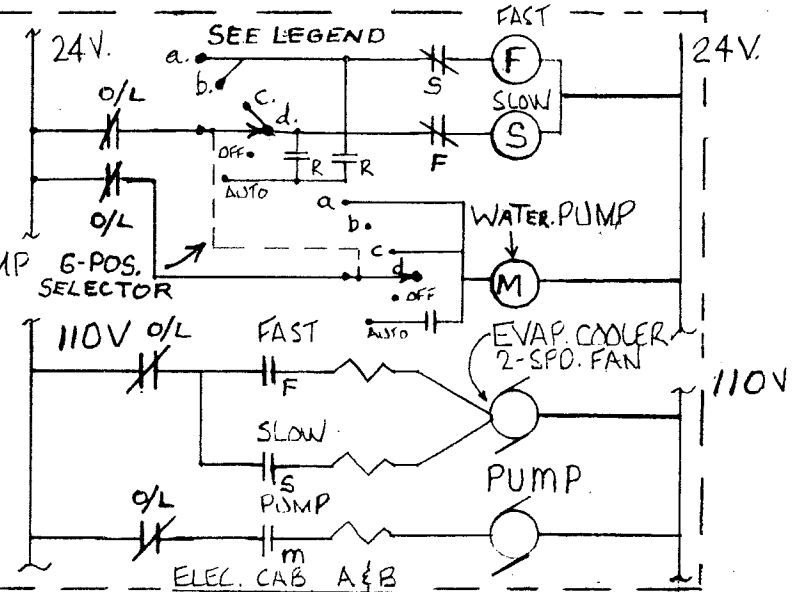 FAST
24V.
SEE LEGEND
a.
24V.
F
b.
S
SLOW
O/L
c.
d.
S
OFF
R
R
F
AUTO
O/L
a
WATER PUMP
b
c
MP
6-POS.
SELECTOR
d
M
OFF
AUTO
110V
O/L
FAST
EVAP. COOLER
2-SPD. FAN
110V
F
SLOW
S
PUMP
O/L
PUMP
m
ELEC. CAB A&B